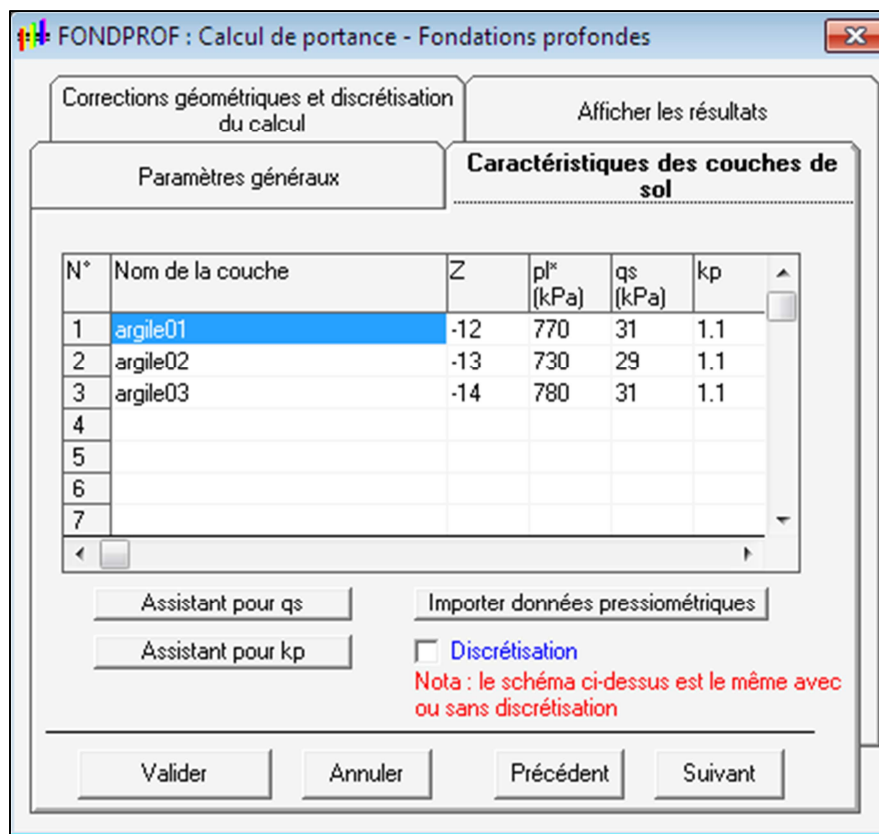 FONDPROF : Calcul de portance - Fondations profondes
Corrections géométriques et discrétisation
du calcul
Afficher les résultats
Paramètres généraux
Caractéristiques des couches de
sol
N° Nom de la couche Z pl* (kPa) qs (kPa) kp
1 argile01 -12 770 31 1.1
2 argile02 -13 730 29 1.1
3 argile03 -14 780 31 1.1
4
5
6
7
Assistant pour qs
Importer données pressiométriques
Assistant pour kp
Discrétisation
Nota : le schéma ci-dessus est le même avec
ou sans discrétisation
Valider Annuler Précédent Suivant